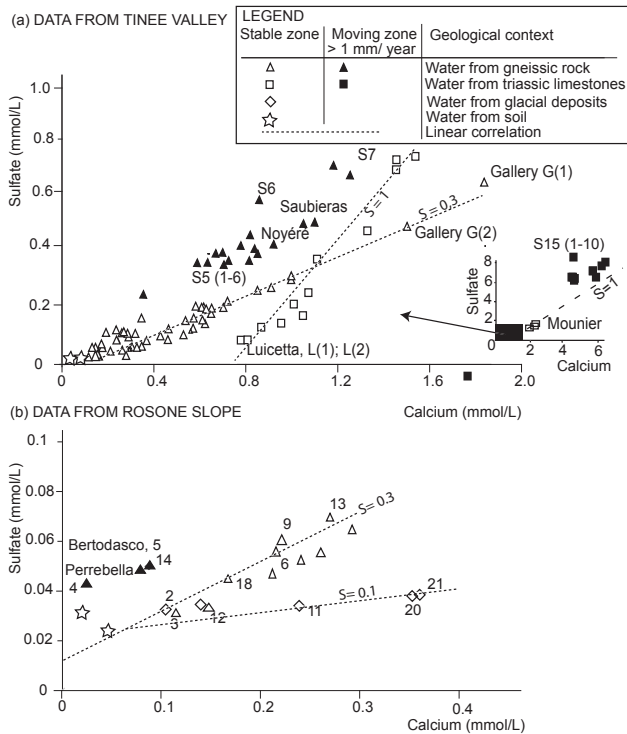 (a) DATA FROM TINEE VALLEY
LEGEND
Stable zone
Moving zone
> 1 mm/ year
Geological context
Water from gneissic rock
Water from triassic limestones
Water from glacial deposits
Water from soil
Linear correlation
Sulfate (mmol/L)
1.0
0.8
0.6
0.4
0.2
0
S7
S6
Saubieras
Noyére
S5 (1-6)
S=1
S=0.3
Gallery G(1)
Gallery G(2)
Luicetta, L(1); L(2)
Sulfate
8
6
4
2
0
S15 (1-10)
S=1
Mounier
2
4
6
Calcium
0
0.4
0.8
1.2
1.6
2.0
Calcium (mmol/L)
(b) DATA FROM ROSONE SLOPE
Sulfate (mmol/L)
0.1
0.08
0.06
0.04
0.02
0
Bertodasco, 5
14
Perrebella
4
2
3
12
18
9
6
13
S=0.3
11
S=0.1
21
20
0
0.1
0.2
0.3
0.4
Calcium (mmol/L)